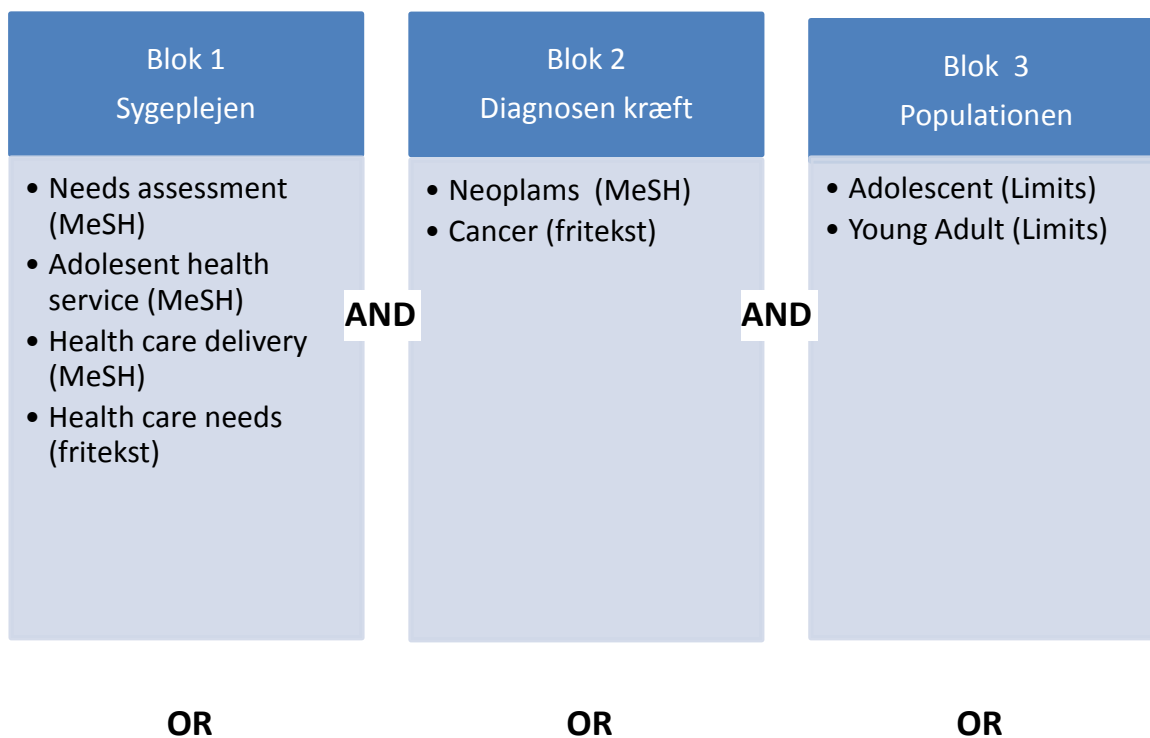 Blok 1
Sygeplejen
• Needs assessment
(MeSH)
• Adolesent health
service (MeSH)
• Health care delivery
(MeSH)
• Health care needs
(fritekst)
AND
Blok 2
Diagnosen kræft
• Neoplams (MeSH)
• Cancer (fritekst)
AND
Blok 3
Populationen
• Adolescent (Limits)
• Young Adult (Limits)
OR
OR
OR